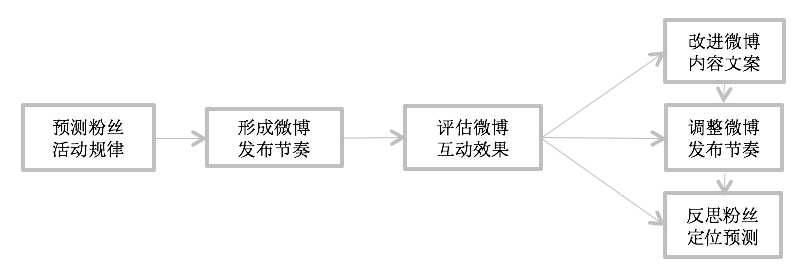 预测粉丝
活动规律
形成微博
发布节奏
评估微博
互动效果
改进微博
内容文案
调整微博
发布节奏
反思粉丝
定位预测